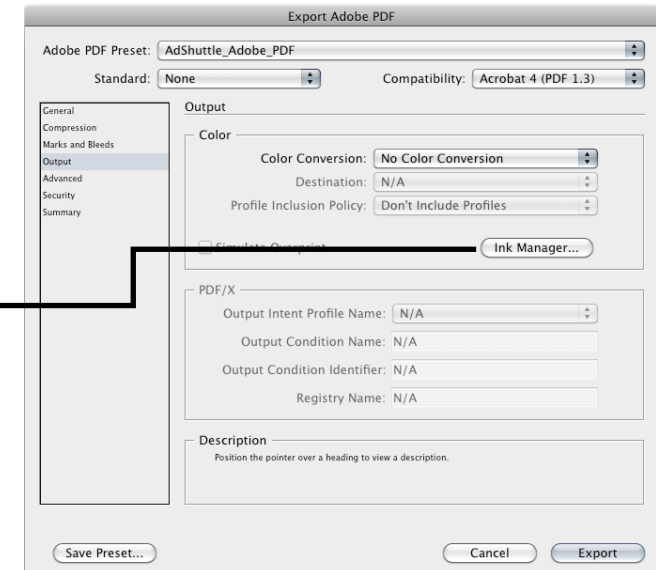 Export Adobe PDF
Adobe PDF Preset: AdShuttle_Adobe_PDF
Standard: None Compatibility: Acrobat 4 (PDF 1.3)
General
Compression
Marks and Bleeds
Output
Advanced
Security
Summary
Output
Color
Color Conversion: No Color Conversion
Destination: N/A
Profile Inclusion Policy: Don't Include Profiles
Simulate Overprint Ink Manager...
PDF/X
Output Intent Profile Name: N/A
Output Condition Name: N/A
Output Condition Identifier: N/A
Registry Name: N/A
Description
Position the pointer over a heading to view a description.
Save Preset... Cancel Export